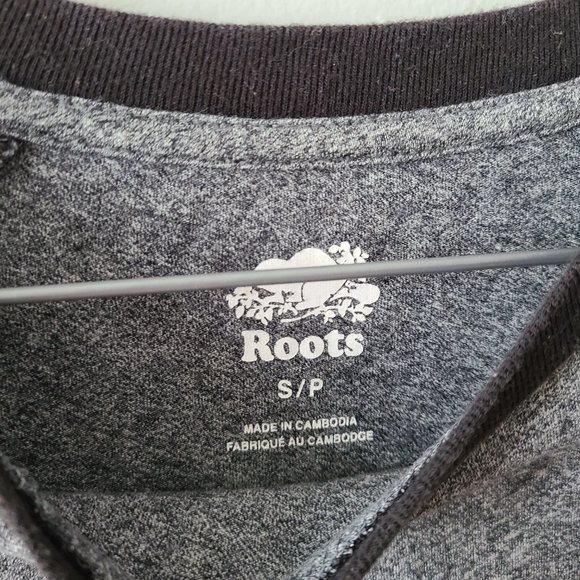 Roots
S/P
MADE IN CAMBODIA
FABRIQUÉ AU CAMBODGE